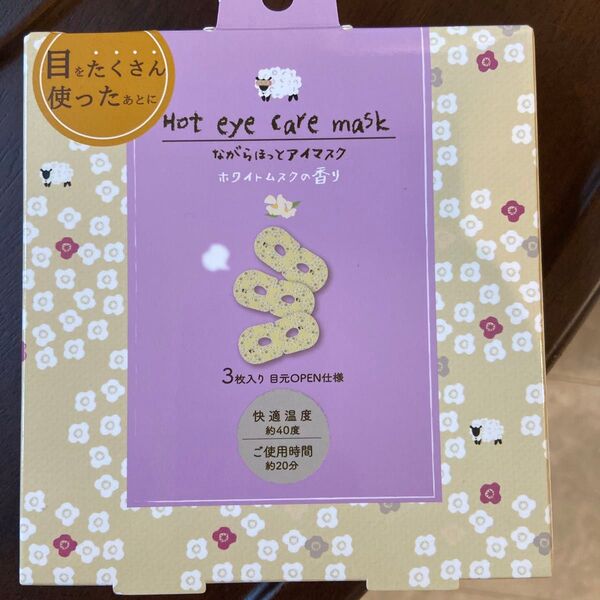 目をたくさん
使ったあとに
Hot eye care mask
ながらほっとアイマスク
ホワイトムスクの香り
3枚入り 目元OPEN仕様
快適温度
約40度
ご使用時間
約20分